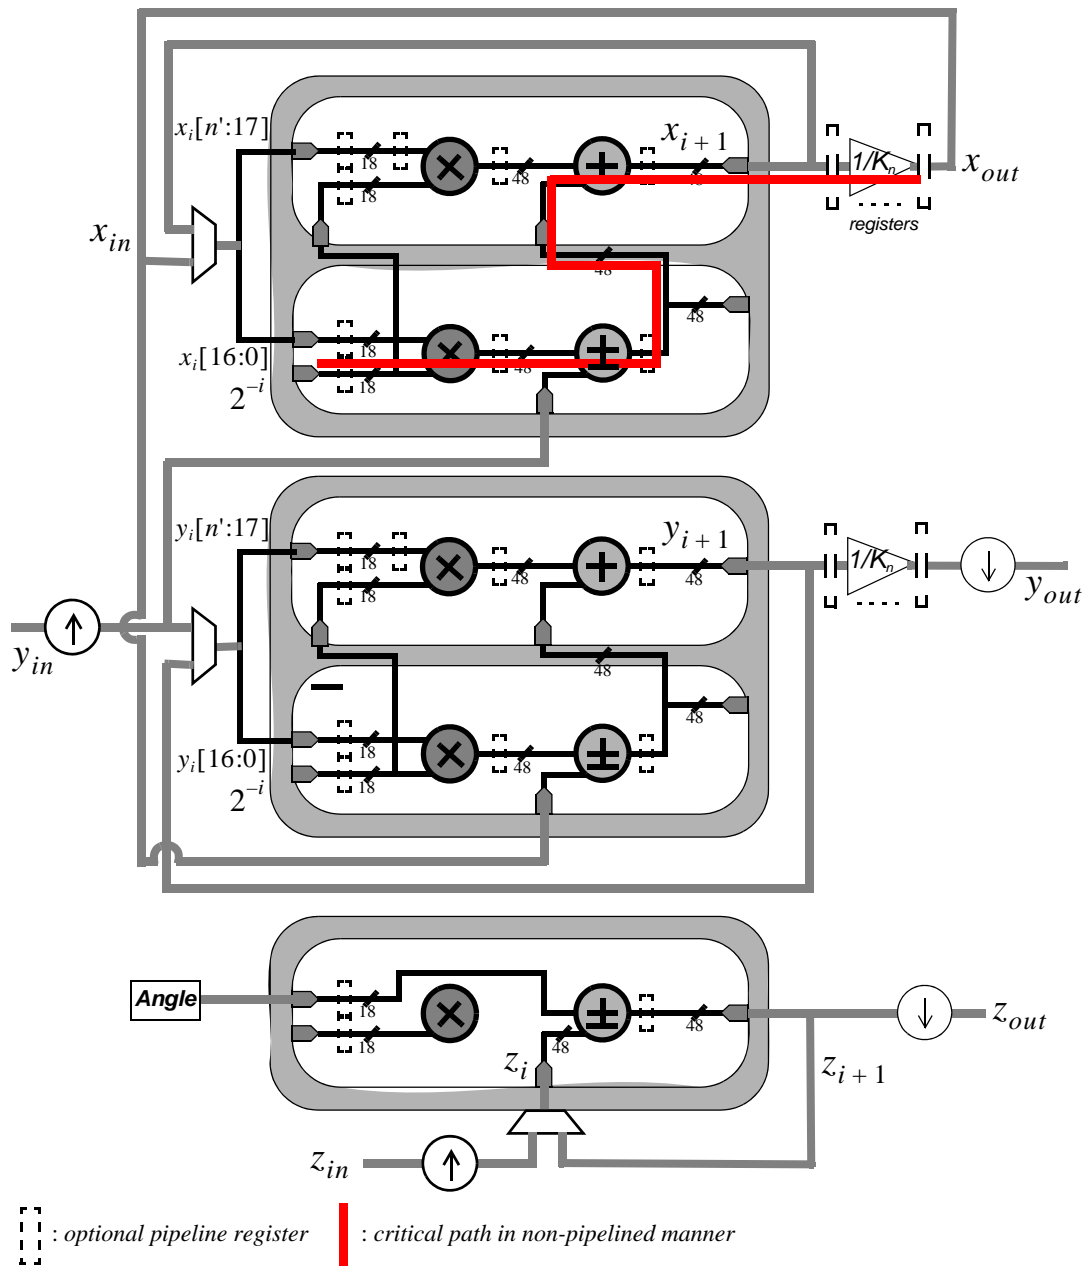 x_i[n':17]
18
18
×
48
+
x_{i+1}
48
1/K_n
x_out
registers
x_in
48
48
x_i[16:0]
2^{-i}
18
18
×
48
±
y_i[n':17]
18
18
×
48
+
y_{i+1}
48
1/K_n
y_out
y_in
48
48
y_i[16:0]
2^{-i}
18
18
×
48
±
Angle
18
18
×
48
±
48
z_out
z_i
z_{i+1}
z_in
: optional pipeline register
: critical path in non-pipelined manner